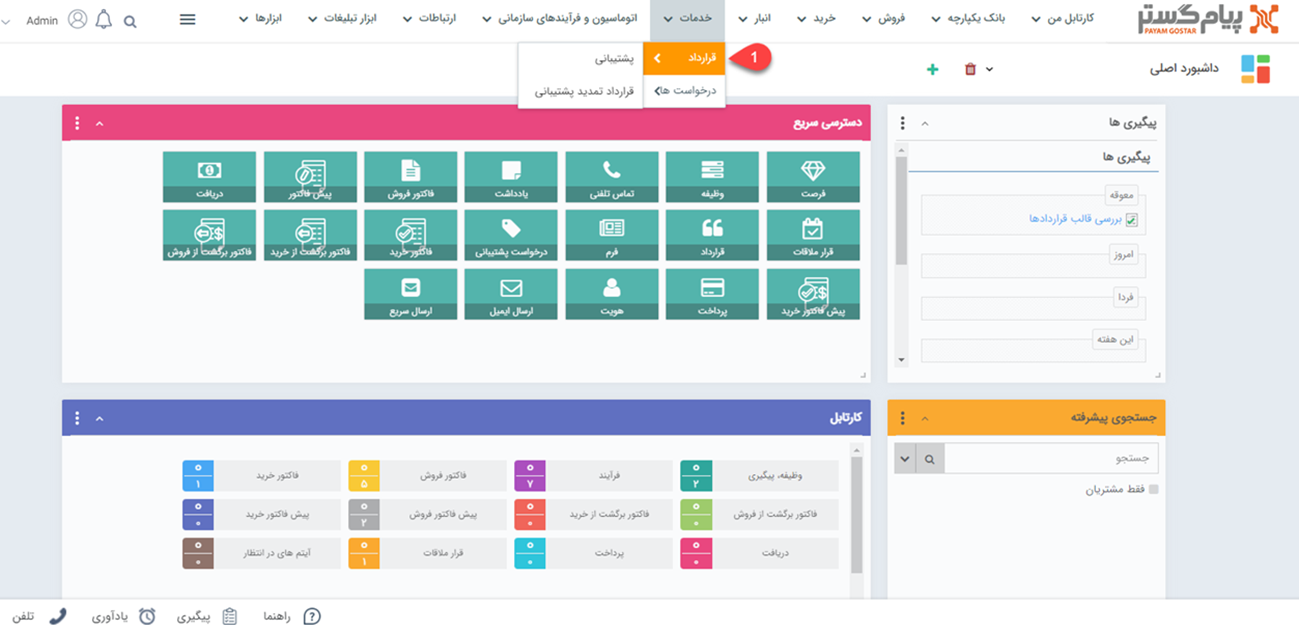 پیام گستر
PAYAM GOSTAR
کارتابل من
بانک یکپارچه
فروش
خرید
انبار
خدمات
اتوماسیون و فرآیندهای سازمانی
ارتباطات
ابزار تبلیغات
ابزارها
Admin
قرارداد
پشتیبانی
1
درخواست ها
قرارداد تمدید پشتیبانی
داشبورد اصلی
پیگیری ها
پیگیری ها
معوقه
بررسی قالب قراردادها
امروز
فردا
این هفته
دسترسی سریع
فرصت
وظیفه
تماس تلفنی
یادداشت
فاکتور فروش
پیش فاکتور
دریافت
قرار ملاقات
قرارداد
فرم
درخواست پشتیبانی
فاکتور خرید
فاکتور برگشت از خرید
فاکتور برگشت از فروش
پیش فاکتور خرید
پرداخت
هویت
ارسال ایمیل
ارسال سریع
جستجوی پیشرفته
جستجو
فقط مشتریان
کارتابل
وظیفه، پیگیری
۰
۲
فرآیند
۰
۷
فاکتور فروش
۰
۵
فاکتور خرید
۰
۱
فاکتور برگشت از فروش
۰
۰
فاکتور برگشت از خرید
۰
۰
پیش فاکتور فروش
۰
۲
پیش فاکتور خرید
۰
۰
دریافت
۰
۰
پرداخت
۰
۰
قرار ملاقات
۰
۱
آیتم های در انتظار
۰
۰
راهنما
پیگیری
یادآوری
تلفن